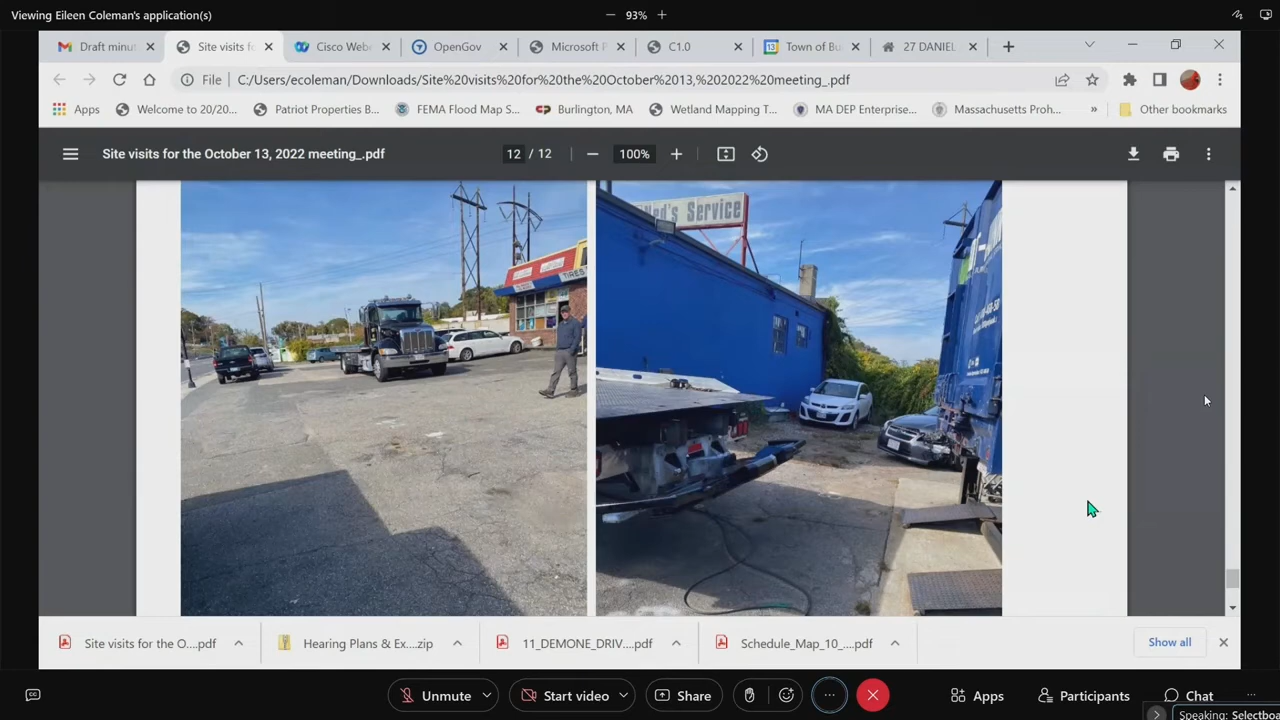 Viewing Eileen Coleman's application(s)
93%
Draft minut
Site visits f
Cisco Web
OpenGov
Microsoft P
C1.0
Town of Bu
27 DANIEL
File
C:/Users/ecoleman/Downloads/Site%20visits%20for%20the%20October%2013,%202022%20meeting_.pdf
Apps
Welcome to 20/20...
Patriot Properties B...
FEMA Flood Map S...
Burlington, MA
Wetland Mapping T...
MA DEP Enterprise...
Massachusetts Proh...
»
Other bookmarks
Site visits for the October 13, 2022 meeting_.pdf
12 / 12
100%
TIRES
Ned's Service
Site visits for the O....pdf
Hearing Plans & Ex....zip
11_DEMONE_DRIV...pdf
Schedule_Map_10_....pdf
Show all
Unmute
Start video
Share
Apps
Participants
Chat
Speaking: Selectboa